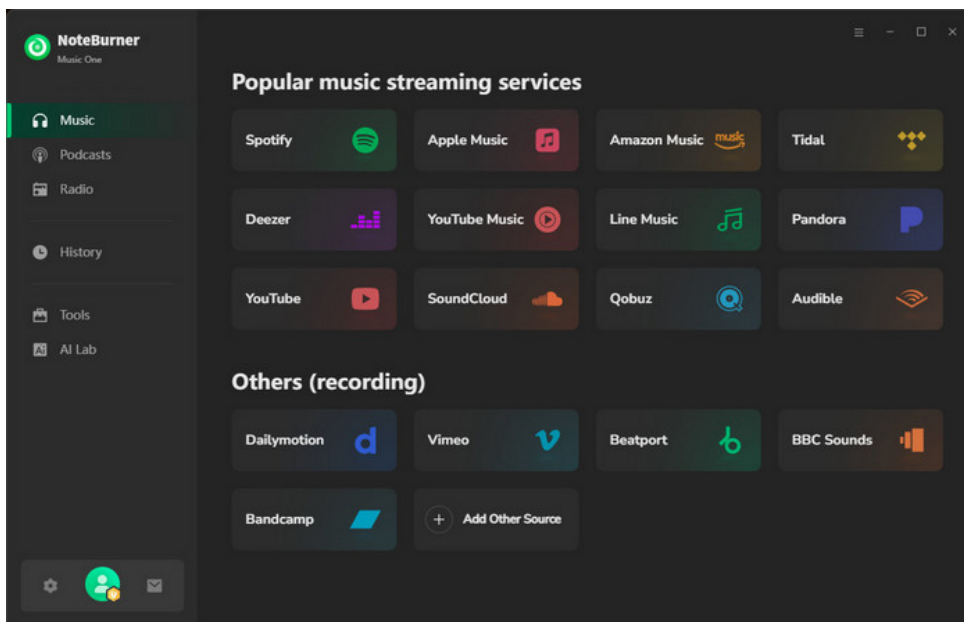 NoteBurner
Music One
Music
Podcasts
Radio
History
Tools
AI Lab
Popular music streaming services
Spotify
Apple Music
Amazon Music
music
Tidal
Deezer
YouTube Music
Line Music
Pandora
YouTube
SoundCloud
Qobuz
Audible
Others (recording)
Dailymotion
Vimeo
Beatport
BBC Sounds
Bandcamp
Add Other Source